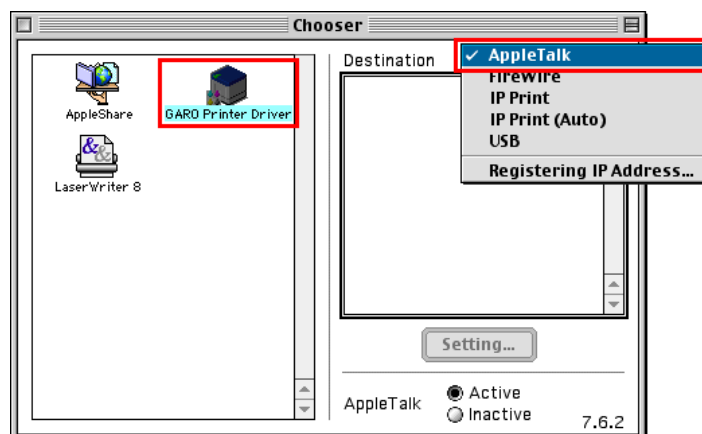 Chooser
AppleShare
GARO Printer Driver
LaserWriter 8
Destination
✓ AppleTalk
FireWire
IP Print
IP Print (Auto)
USB
Registering IP Address...
Setting...
AppleTalk
Active
Inactive
7.6.2